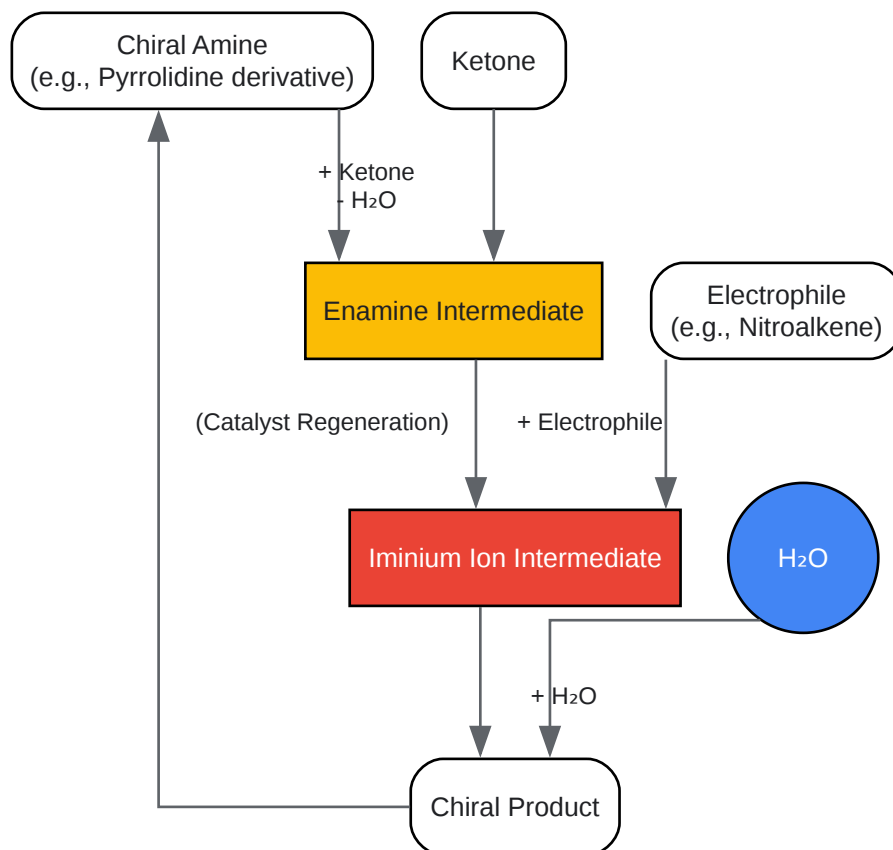 Chiral Amine
(e.g., Pyrrolidine derivative)
Ketone
+ Ketone
- H₂O
Enamine Intermediate
Electrophile
(e.g., Nitroalkene)
(Catalyst Regeneration)
+ Electrophile
Iminium Ion Intermediate
H₂O
+ H₂O
Chiral Product